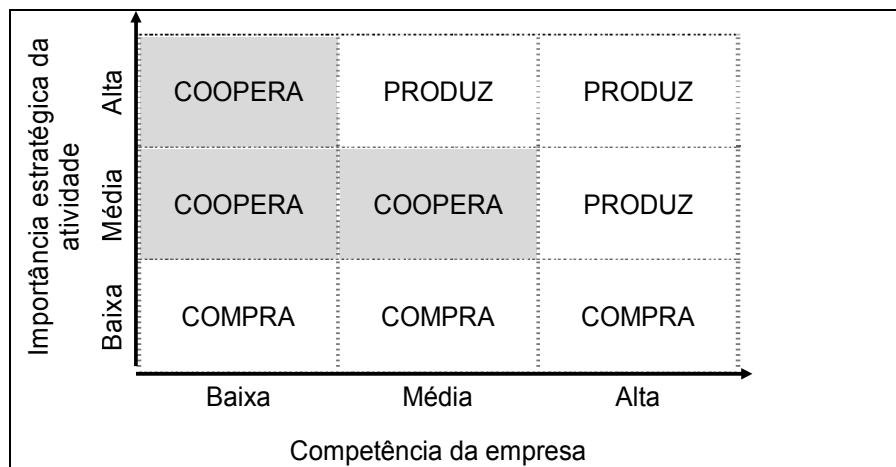 Importância estratégica da
atividade
Alta
COOPERA PRODUZ PRODUZ
Média
COOPERA COOPERA PRODUZ
Baixa
COMPRA COMPRA COMPRA
Baixa Média Alta
Competência da empresa